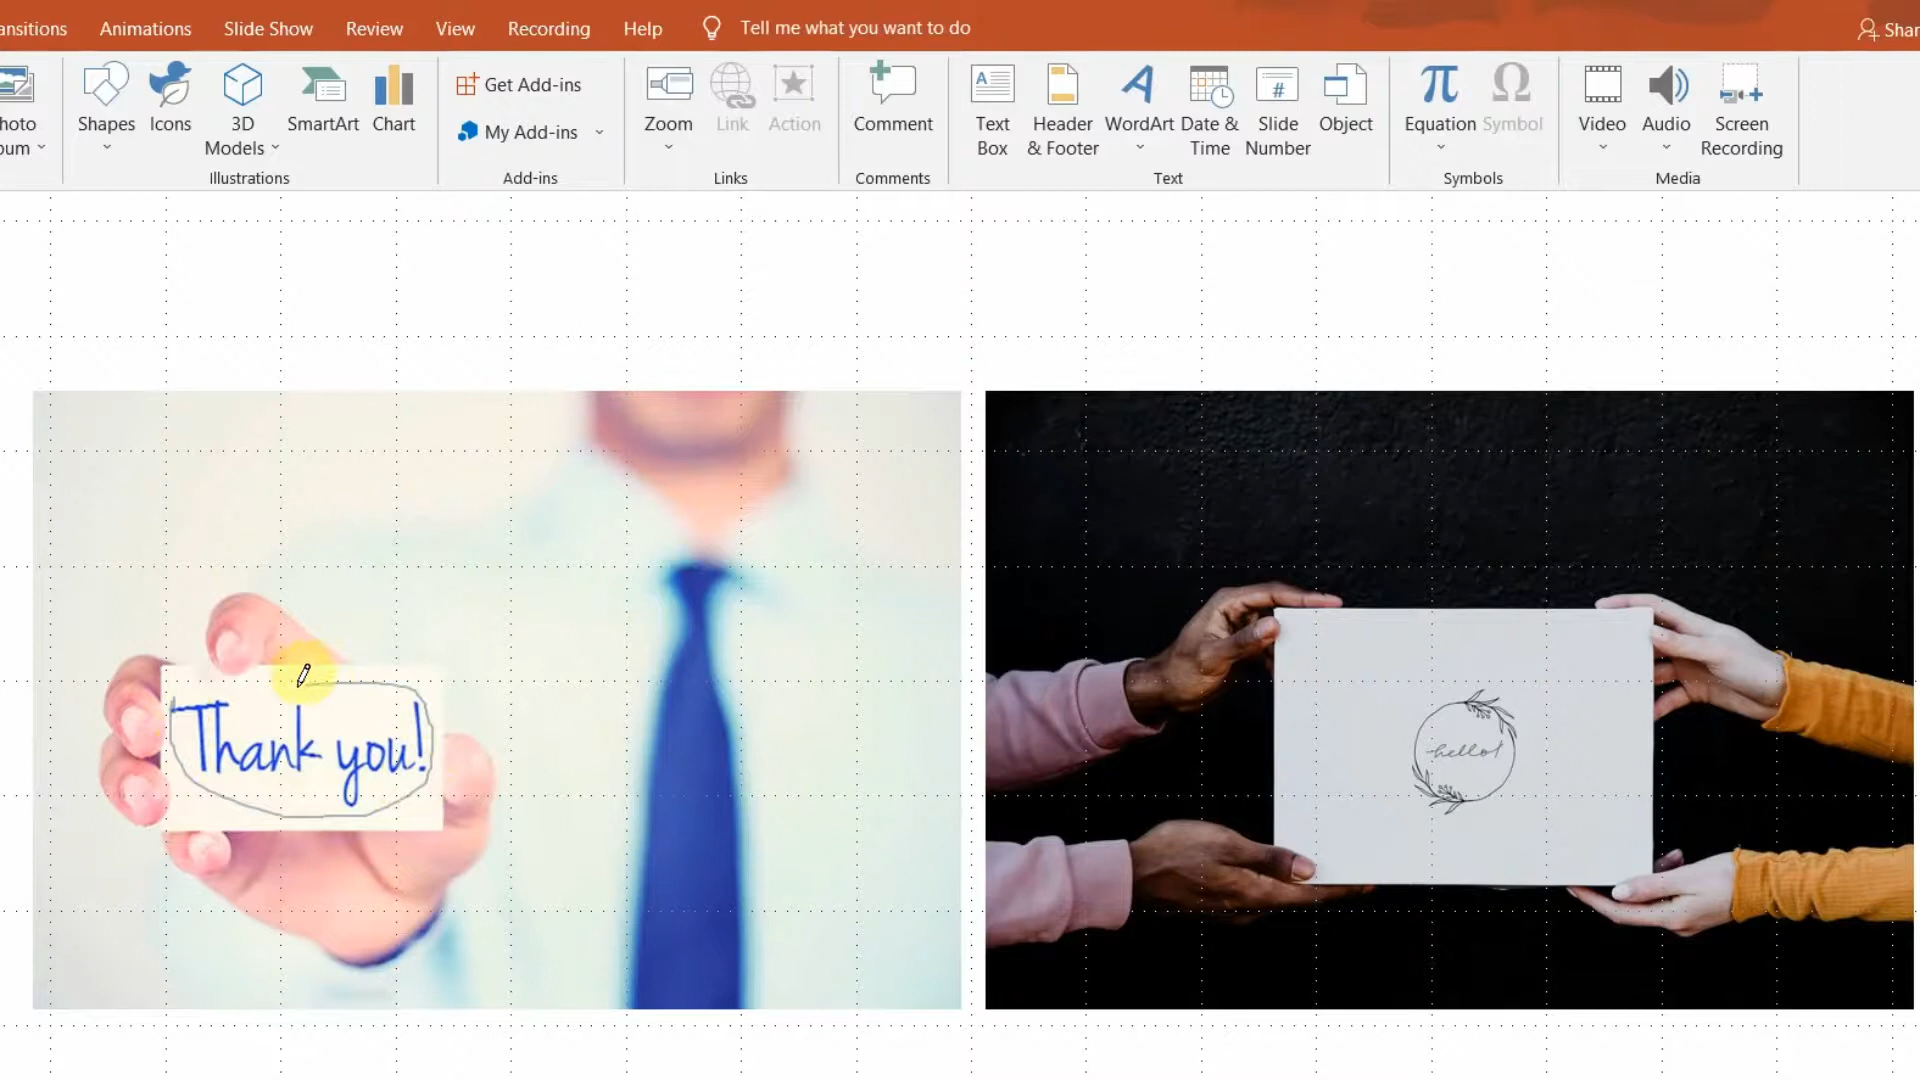 ansitions Animations Slide Show Review View Recording Help Tell me what you want to do Shar
hoto
bum
Shapes
Icons
3D
Models
SmartArt
Chart
Illustrations
Get Add-ins
My Add-ins
Add-ins
Zoom
Link
Action
Links
Comment
Comments
Text
Box
Header
& Footer
WordArt
Date &
Time
Slide
Number
Object
Text
Equation
Symbol
Symbols
Video
Audio
Screen
Recording
Media
Thank you!
hello!